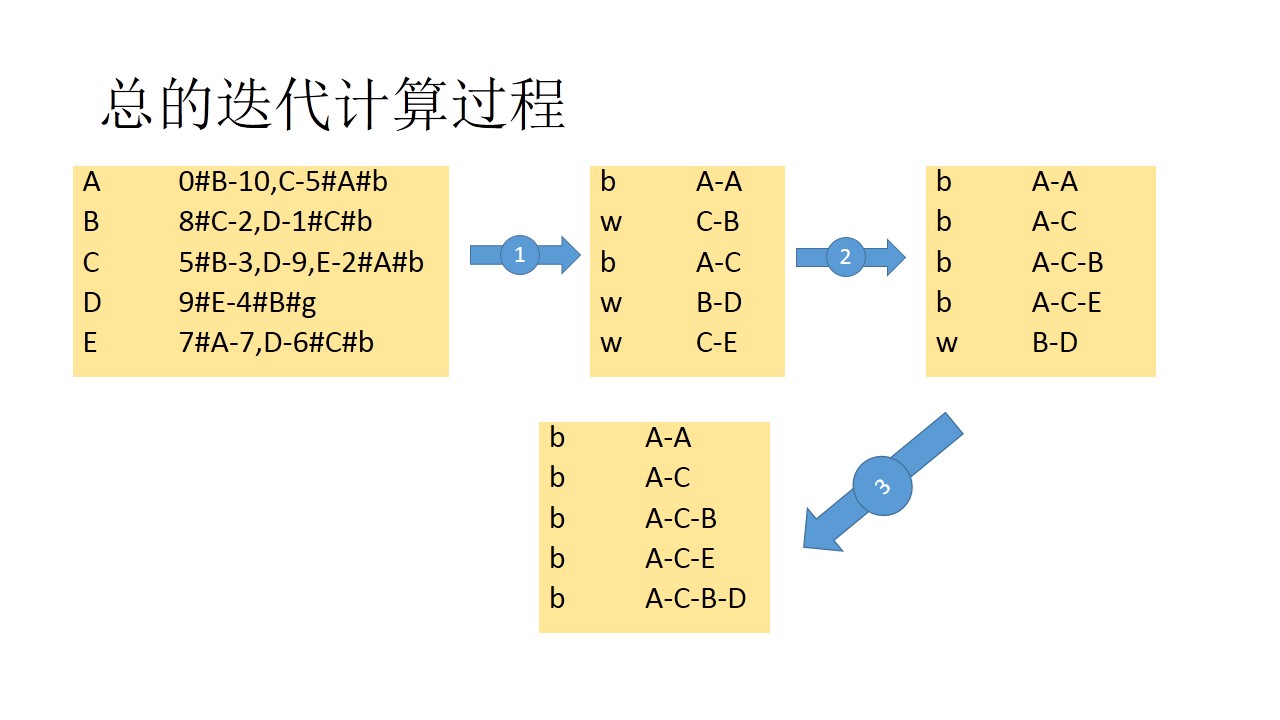 总的迭代计算过程
A 0#B-10,C-5#A#b
B 8#C-2,D-1#C#b
C 5#B-3,D-9,E-2#A#b
D 9#E-4#B#g
E 7#A-7,D-6#C#b
1
b A-A
w C-B
b A-C
w B-D
w C-E
2
b A-A
b A-C
b A-C-B
b A-C-E
w B-D
3
b A-A
b A-C
b A-C-B
b A-C-E
b A-C-B-D